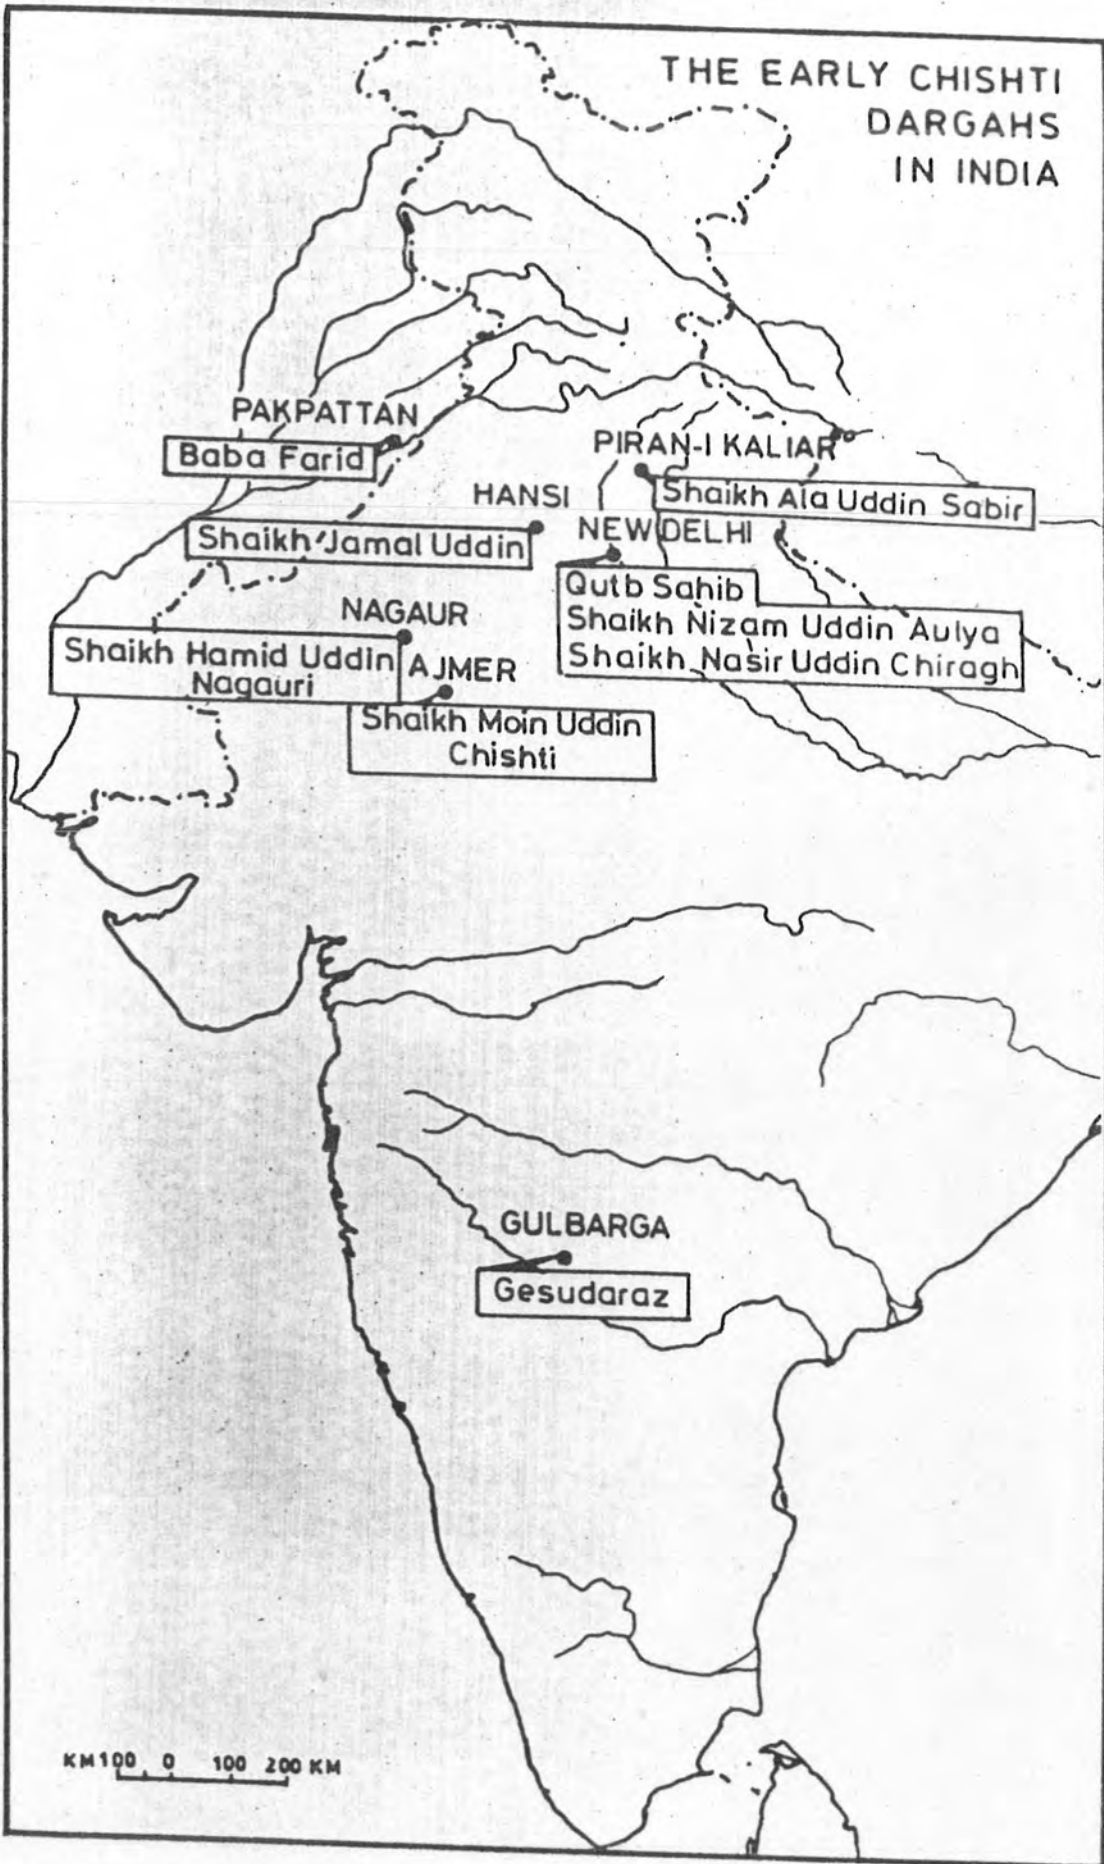 THE EARLY CHISHTI
DARGAHS
IN INDIA
PAKPATTAN
Baba Farid
PIRAN-I KALIAR
Shaikh Ala Uddin Sabir
HANSI
Shaikh Jamal Uddin
NEW DELHI
Qutb Sahib
Shaikh Nizam Uddin Aulya
Shaikh Nasir Uddin Chiragh
NAGAUR
Shaikh Hamid Uddin
Nagauri
AJMER
Shaikh Moin Uddin
Chishti
GULBARGA
Gesudaraz
KM 100 0 100 200 KM